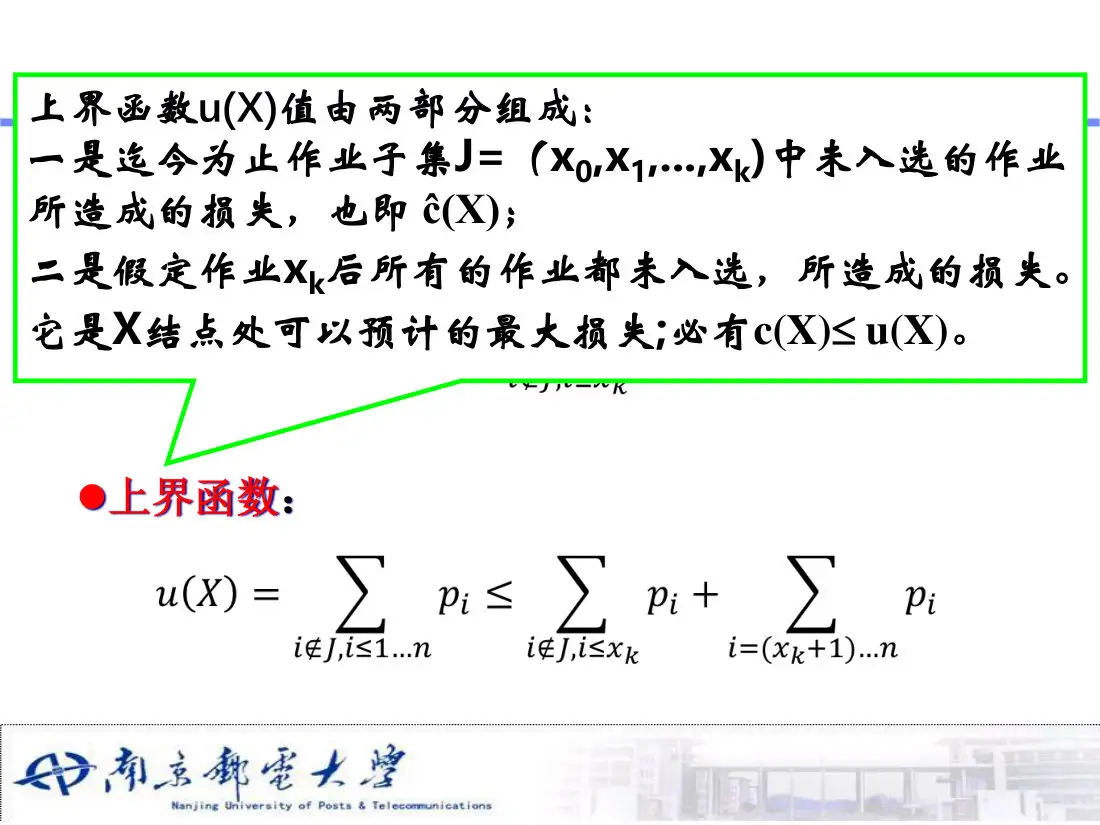 上界函数u(X)值由两部分组成：
一是迄今为止作业子集J=（x0,x1,...,xk)中未入选的作业
所造成的损失，也即 ĉ(X)；
二是假定作业xk后所有的作业都未入选，所造成的损失。
它是X结点处可以预计的最大损失;必有c(X)≤ u(X)。
●上界函数：
u(X) = ∑ i∉J,i≤1…n pi ≤ ∑ i∉J,i≤xk pi + ∑ i=(xk+1)…n pi
南京邮电大学
Nanjing University of Posts & Telecommunications